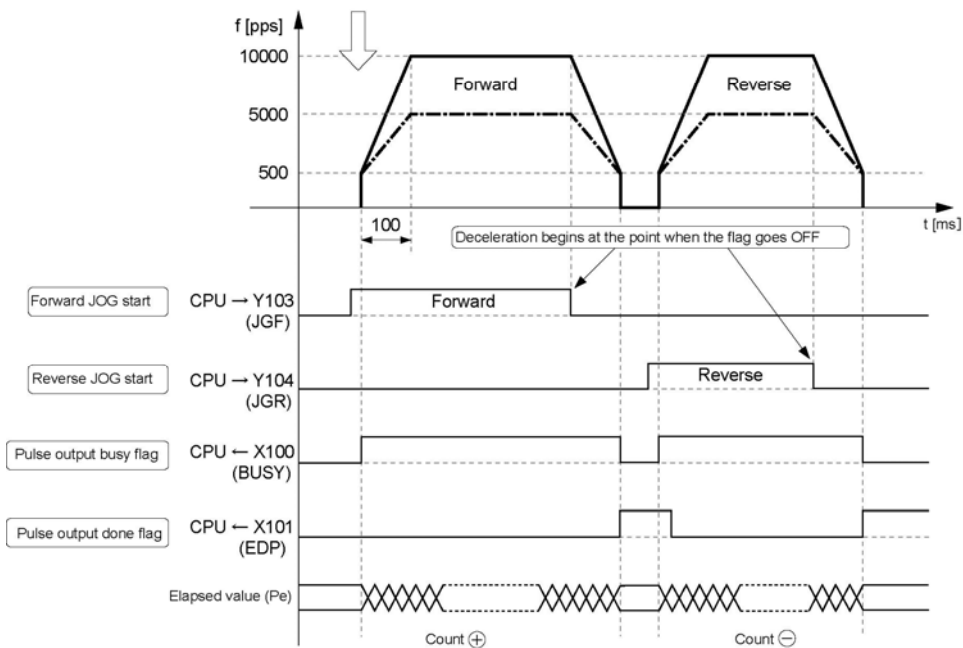 f [pps]
10000
5000
500
Forward
Reverse
t [ms]
100
Deceleration begins at the point when the flag goes OFF
Forward JOG start
CPU → Y103
(JGF)
Forward
Reverse JOG start
CPU → Y104
(JGR)
Reverse
Pulse output busy flag
CPU ← X100
(BUSY)
Pulse output done flag
CPU ← X101
(EDP)
Elapsed value (Pe)
Count ⊕
Count ⊖